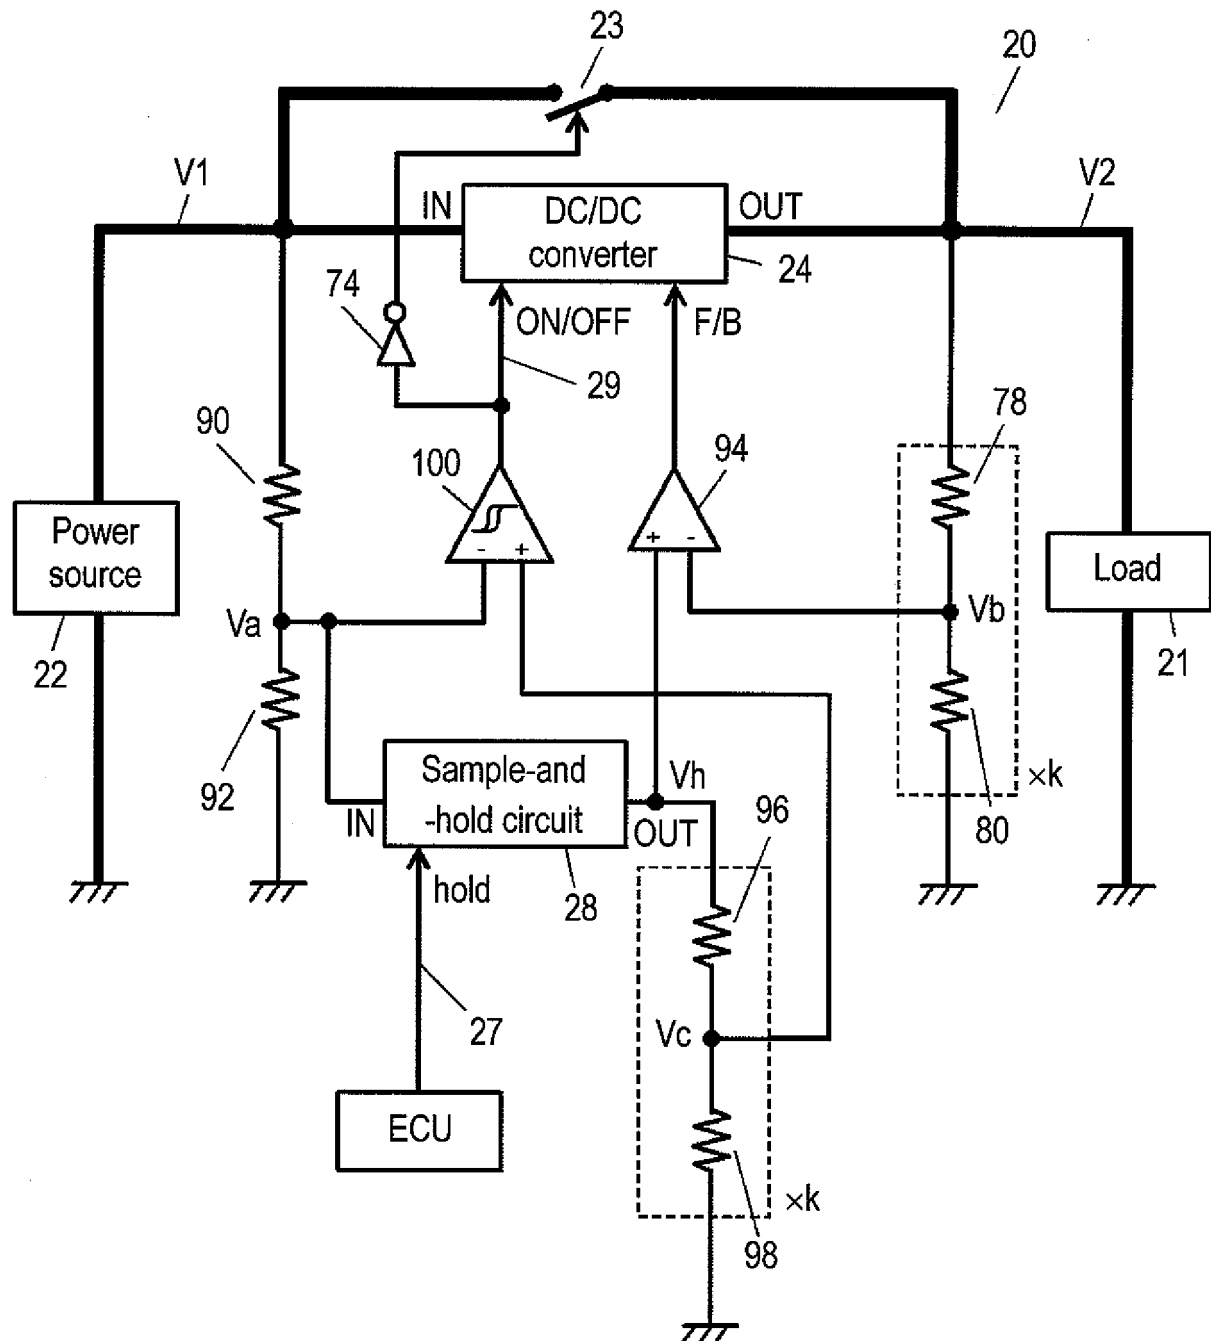 23
20
V1
V2
IN
DC/DC
converter
OUT
24
74
ON/OFF
F/B
29
90
100
94
78
Power
source
- +
+ -
Load
Va
Vb
22
21
92
Sample-and
-hold circuit
Vh
×k
IN
OUT
96
80
hold
28
27
Vc
ECU
×k
98